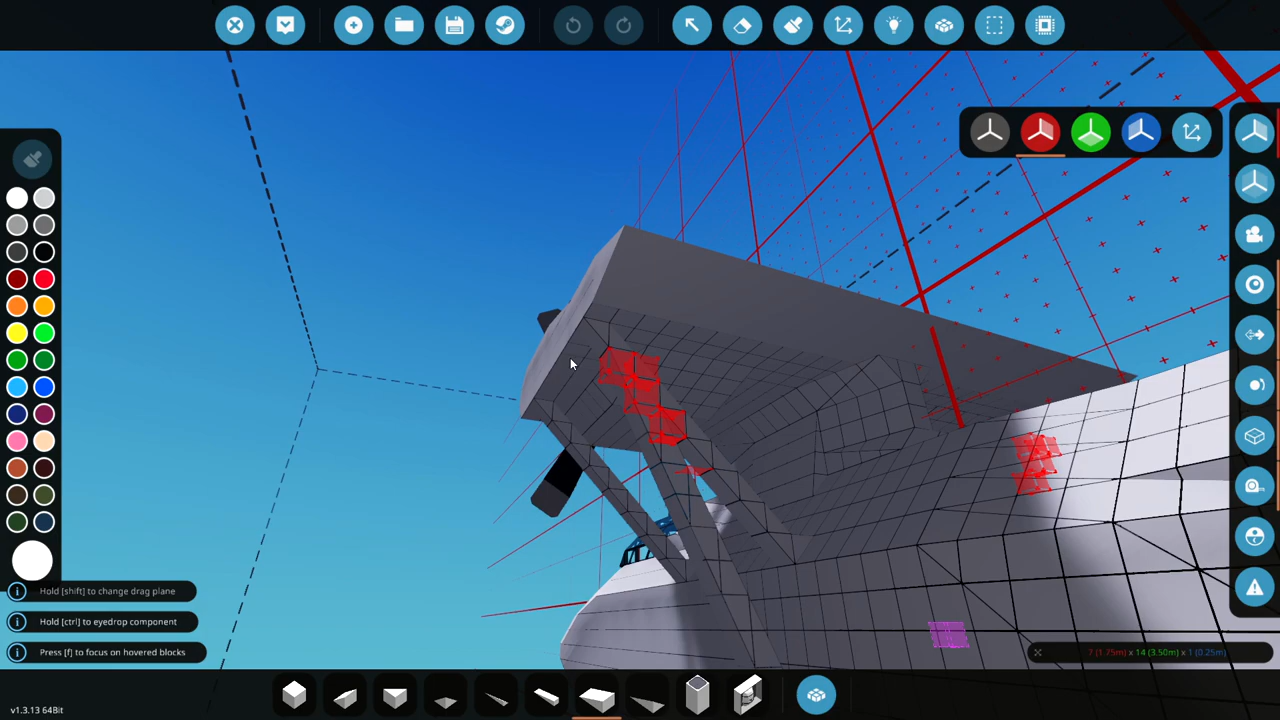 Hold [shift] to change drag plane
Hold [ctrl] to eyedrop component
Press [f] to focus on hovered blocks
7 (1.75m) x 14 (3.50m) x 1 (0.25m)
v1.3.13 64Bit